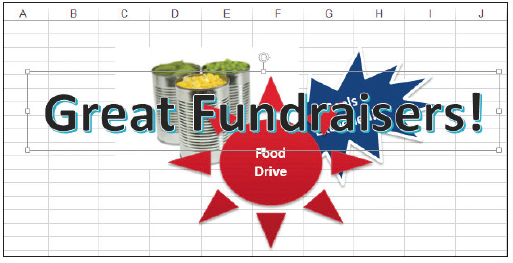 A B C D E F G H I J
Great Fundraisers!
Food
Drive